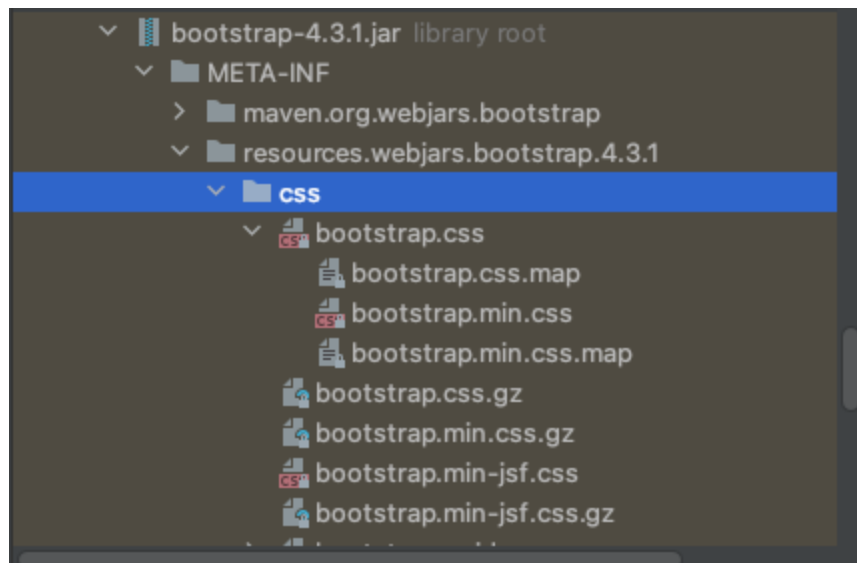 bootstrap-4.3.1.jar library root
META-INF
maven.org.webjars.bootstrap
resources.webjars.bootstrap.4.3.1
css
bootstrap.css
bootstrap.css.map
bootstrap.min.css
bootstrap.min.css.map
bootstrap.css.gz
bootstrap.min.css.gz
bootstrap.min-jsf.css
bootstrap.min-jsf.css.gz